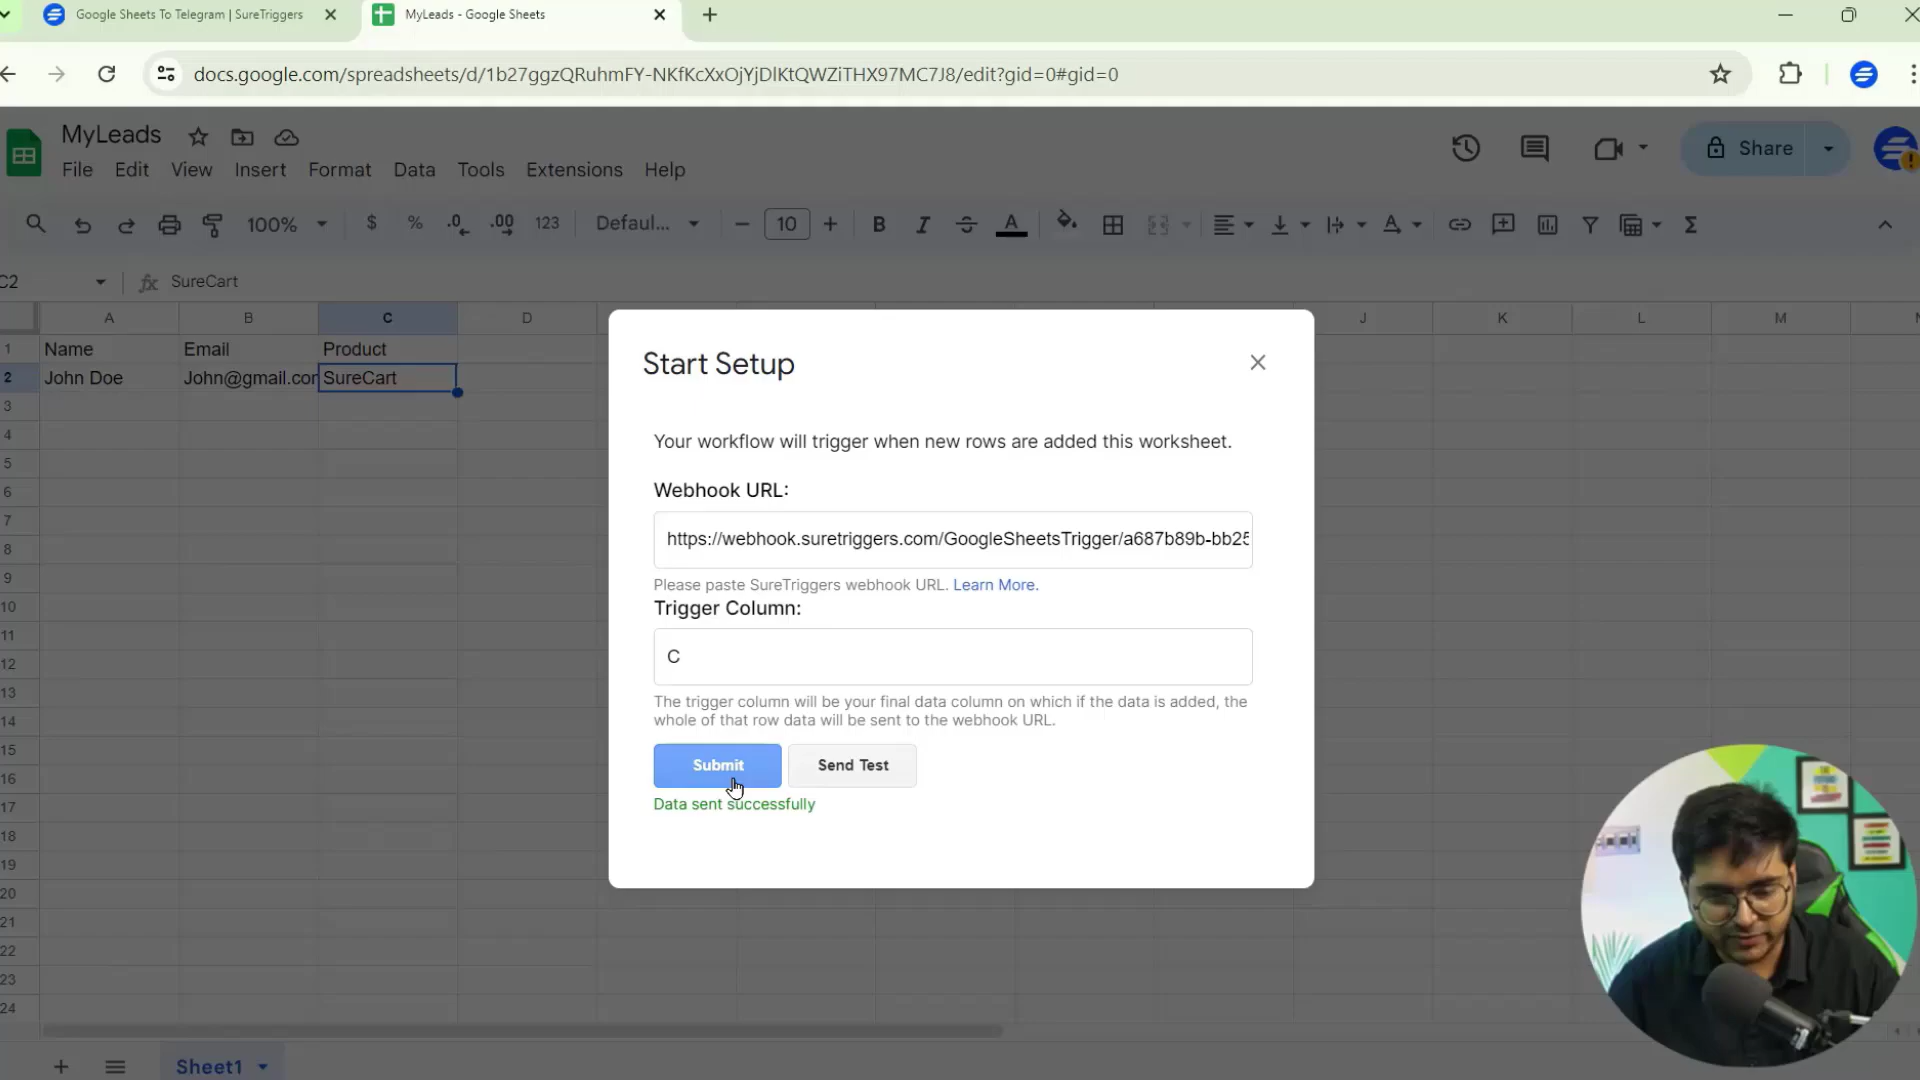 Google Sheets To Telegram | SureTriggers
MyLeads - Google Sheets
docs.google.com/spreadsheets/d/1b27ggzQRuhmFY-NKfKcXxOjYjDlKtQWZiTHX97MC7J8/edit?gid=0#gid=0
MyLeads
File Edit View Insert Format Data Tools Extensions Help
Share
100% $ % .0 .00 123 Defaul... 10 B I A
C2 fx SureCart
A B C D J K L M
1 Name Email Product
2 John Doe John@gmail.com SureCart
3
4
5
6
7
8
9
10
11
12
13
14
15
16
17
18
19
20
21
22
23
24
Start Setup
Your workflow will trigger when new rows are added this worksheet.
Webhook URL:
https://webhook.suretriggers.com/GoogleSheetsTrigger/a687b89b-bb25
Please paste SureTriggers webhook URL. Learn More.
Trigger Column:
C
The trigger column will be your final data column on which if the data is added, the
whole of that row data will be sent to the webhook URL.
Submit Send Test
Data sent successfully
Sheet1